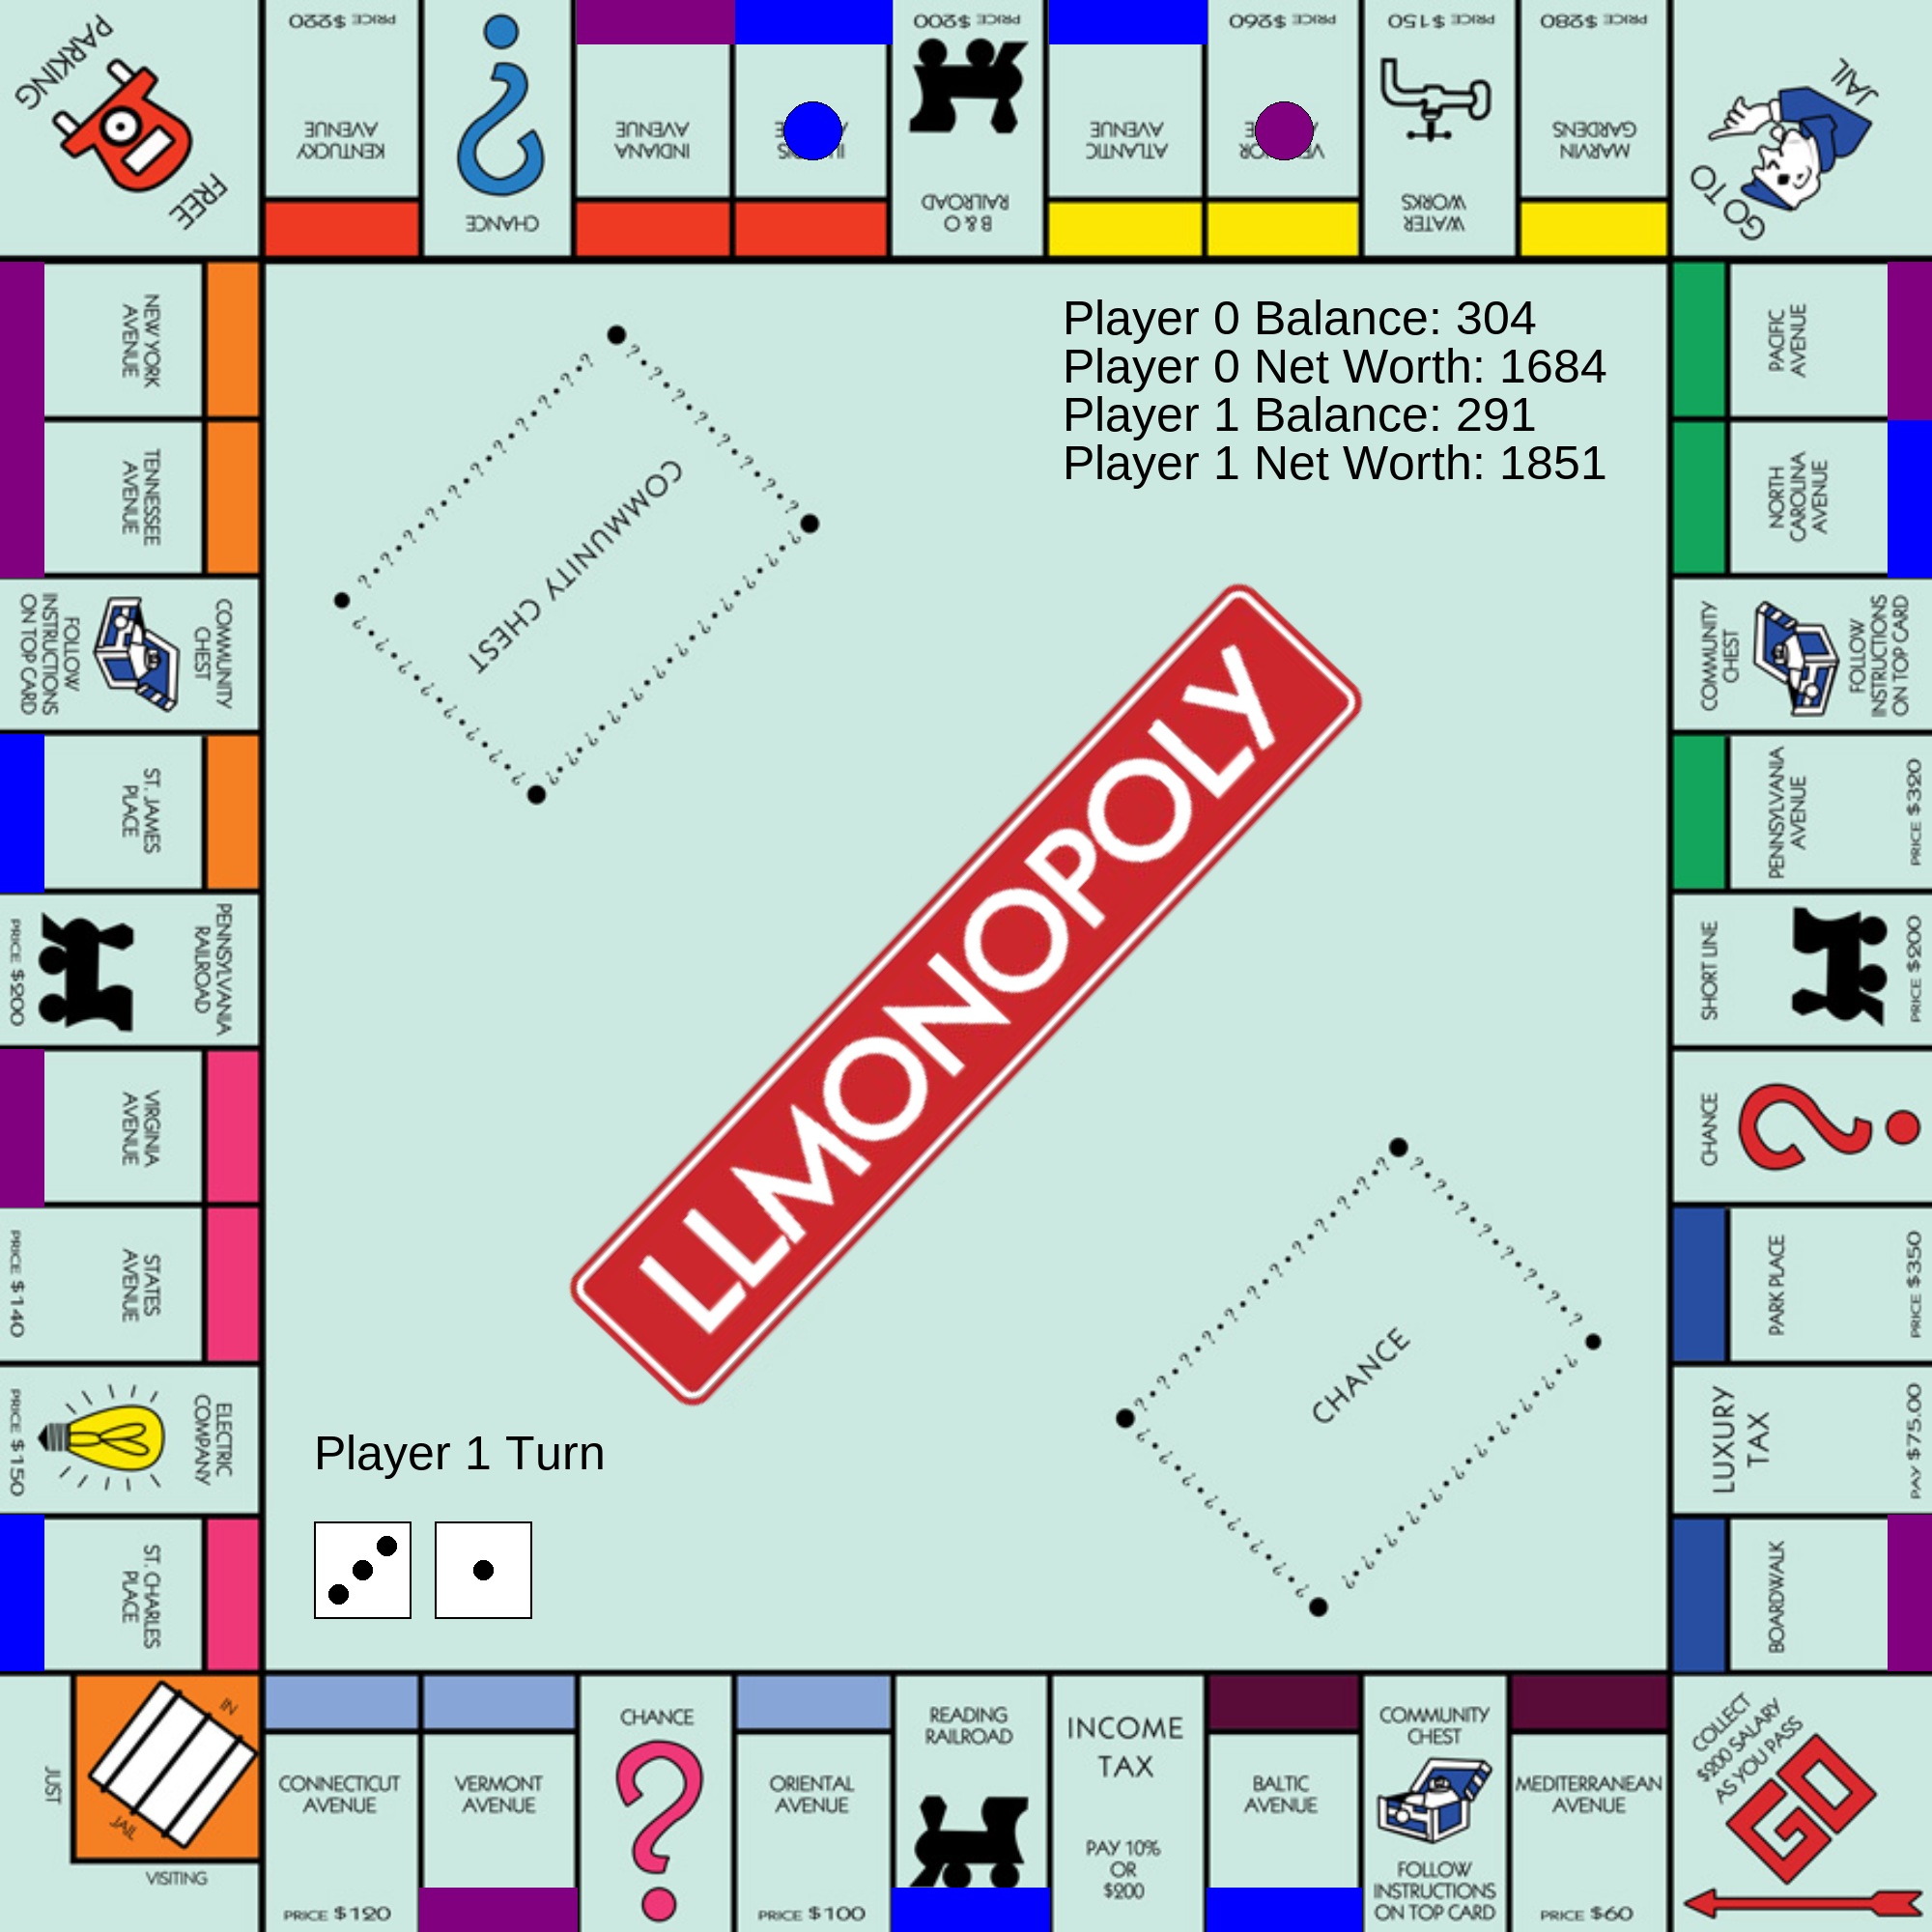 PARKING
FREE
PRICE $220
KENTUCKY
AVENUE
CHANCE
INDIANA
AVENUE
PRICE $200
B & O
RAILROAD
ATLANTIC
AVENUE
PRICE $260
PRICE $150
WATER
WORKS
PRICE $280
MARVIN
GARDENS
GO TO
JAIL
NEW YORK
AVENUE
TENNESSEE
AVENUE
COMMUNITY
CHEST
FOLLOW
INSTRUCTIONS
ON TOP CARD
ST. JAMES
PLACE
PENNSYLVANIA
RAILROAD
PRICE $200
VIRGINIA
AVENUE
STATES
AVENUE
PRICE $140
ELECTRIC
COMPANY
PRICE $150
ST. CHARLES
PLACE
COMMUNITY CHEST
Player 0 Balance: 304
Player 0 Net Worth: 1684
Player 1 Balance: 291
Player 1 Net Worth: 1851
LLMONOPOLY
CHANCE
Player 1 Turn
PACIFIC
AVENUE
NORTH
CAROLINA
AVENUE
COMMUNITY
CHEST
FOLLOW
INSTRUCTIONS
ON TOP CARD
PENNSYLVANIA
AVENUE
PRICE $320
SHORT LINE
PRICE $200
CHANCE
PARK PLACE
PRICE $350
LUXURY
TAX
PAY $75.00
BOARDWALK
JUST
VISITING
IN
JAIL
CONNECTICUT
AVENUE
PRICE $120
VERMONT
AVENUE
CHANCE
ORIENTAL
AVENUE
PRICE $100
READING
RAILROAD
INCOME
TAX
PAY 10%
OR
$200
BALTIC
AVENUE
COMMUNITY
CHEST
FOLLOW
INSTRUCTIONS
ON TOP CARD
MEDITERRANEAN
AVENUE
PRICE $60
COLLECT
$200 SALARY
AS YOU PASS
GO